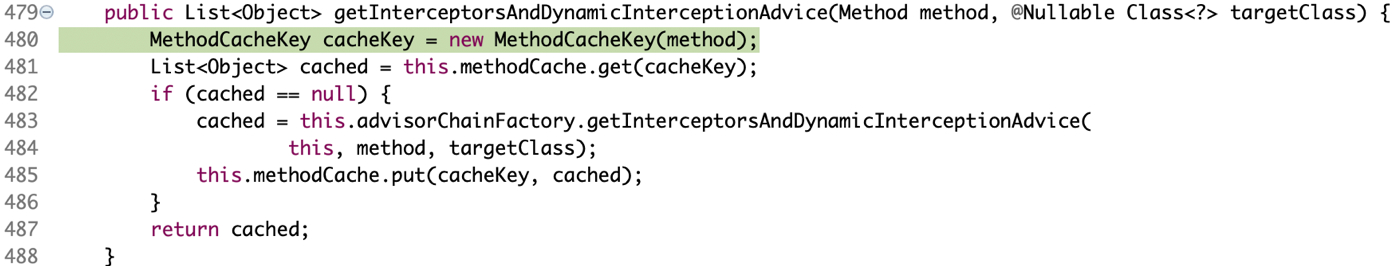 479 public List<Object> getInterceptorsAndDynamicInterceptionAdvice(Method method, @Nullable Class<?> targetClass) {
480 MethodCacheKey cacheKey = new MethodCacheKey(method);
481 List<Object> cached = this.methodCache.get(cacheKey);
482 if (cached == null) {
483 cached = this.advisorChainFactory.getInterceptorsAndDynamicInterceptionAdvice(
484 this, method, targetClass);
485 this.methodCache.put(cacheKey, cached);
486 }
487 return cached;
488 }